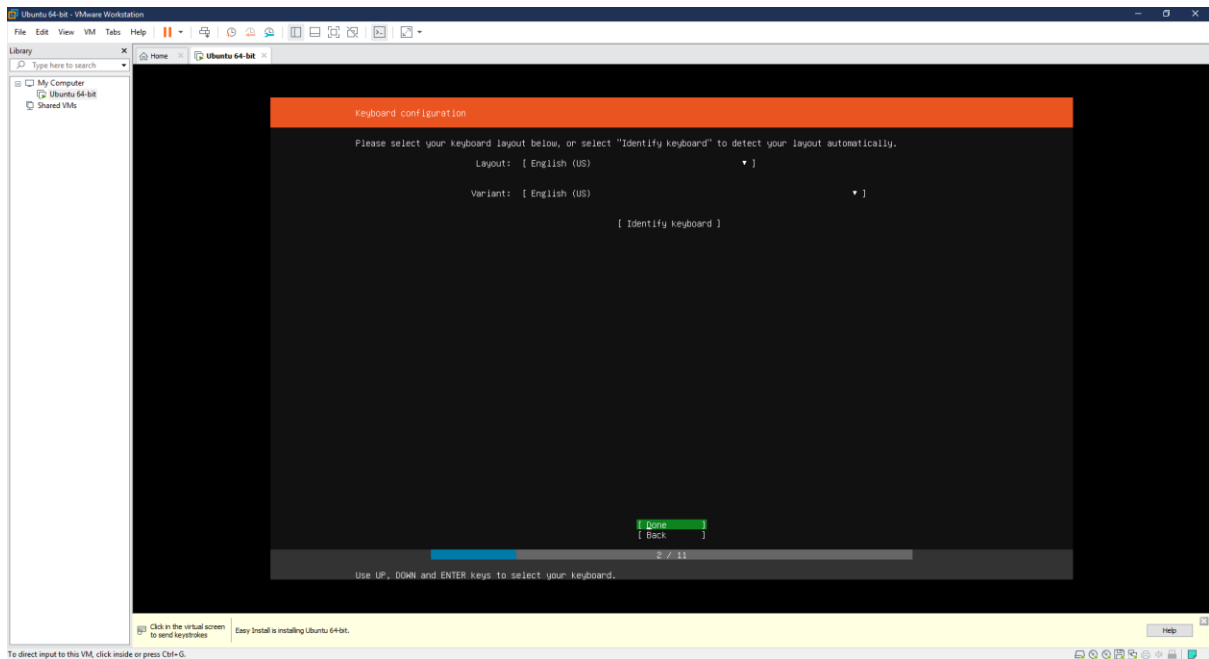 Ubuntu 64-bit - VMware Workstation
File Edit View VM Tabs Help
Library
Type here to search
My Computer
Ubuntu 64-bit
Shared VMs
Home
Ubuntu 64-bit
Keyboard configuration
Please select your keyboard layout below, or select "Identify keyboard" to detect your layout automatically.
Layout: [ English (US) ▾ ]
Variant: [ English (US) ▾ ]
[ Identify keyboard ]
[ Done ]
[ Back ]
2 / 11
Use UP, DOWN and ENTER keys to select your keyboard.
Click in the virtual screen
to send keystrokes
Easy Install is installing Ubuntu 64-bit.
Help
To direct input to this VM, click inside or press Ctrl+G.